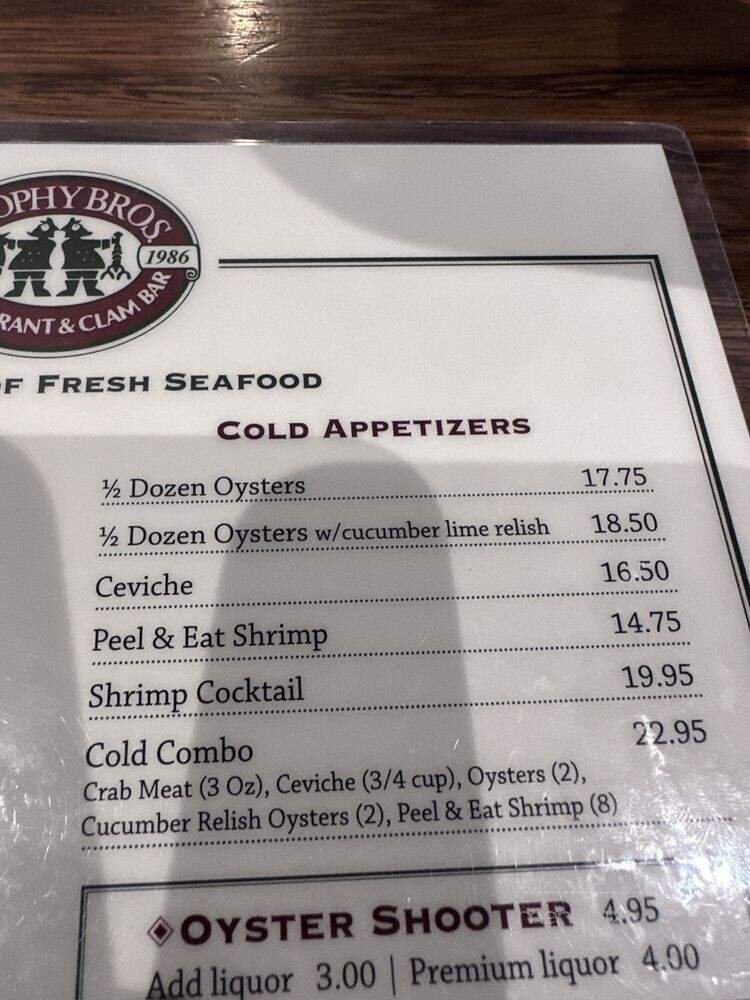 OPHY BROS.
1986
RANT & CLAM BAR
OF FRESH SEAFOOD
COLD APPETIZERS
½ Dozen Oysters 17.75
½ Dozen Oysters w/cucumber lime relish 18.50
Ceviche 16.50
Peel & Eat Shrimp 14.75
Shrimp Cocktail 19.95
Cold Combo 22.95
Crab Meat (3 Oz), Ceviche (3/4 cup), Oysters (2),
Cucumber Relish Oysters (2), Peel & Eat Shrimp (8)
OYSTER SHOOTER 4.95
Add liquor 3.00 | Premium liquor 4.00